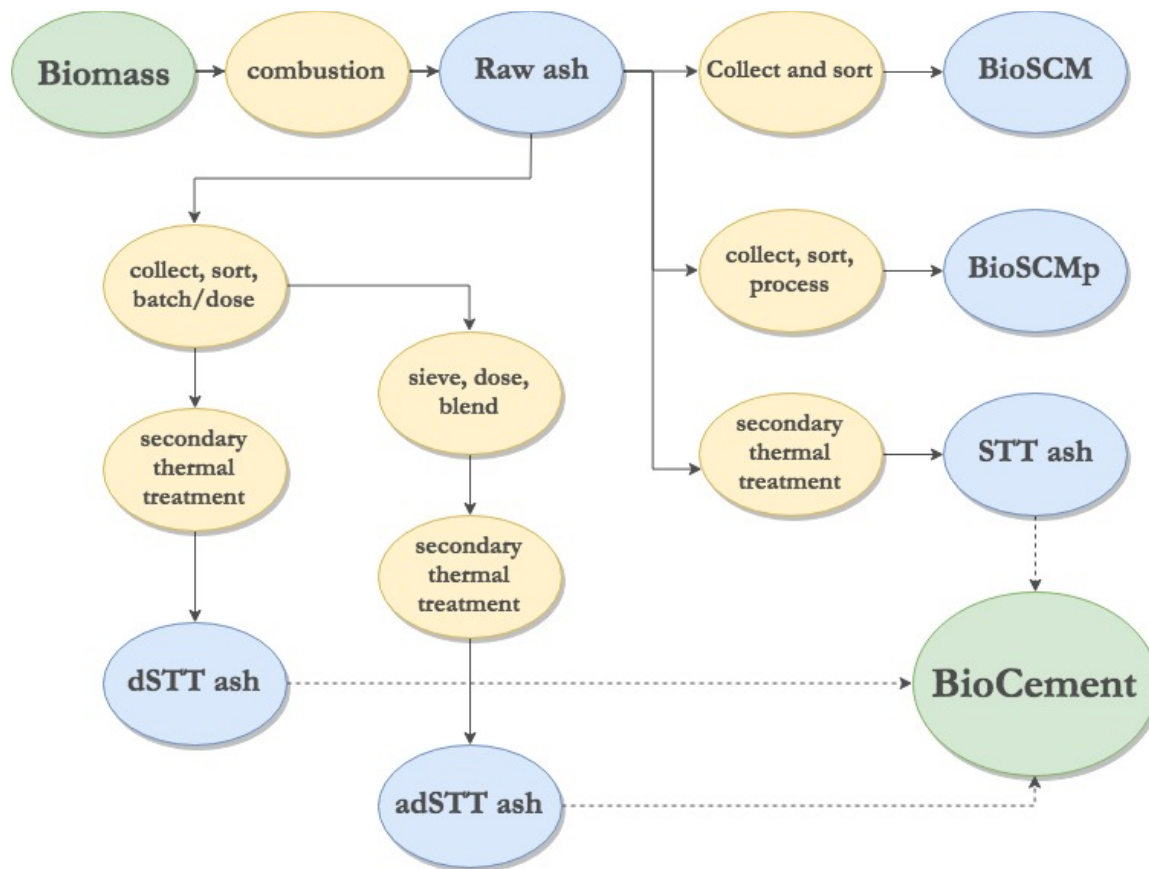 Biomass
combustion
Raw ash
Collect and sort
BioSCM
collect, sort,
batch/dose
collect, sort,
process
BioSCMp
sieve, dose,
blend
secondary
thermal
treatment
secondary
thermal
treatment
STT ash
secondary
thermal
treatment
dSTT ash
BioCement
adSTT ash